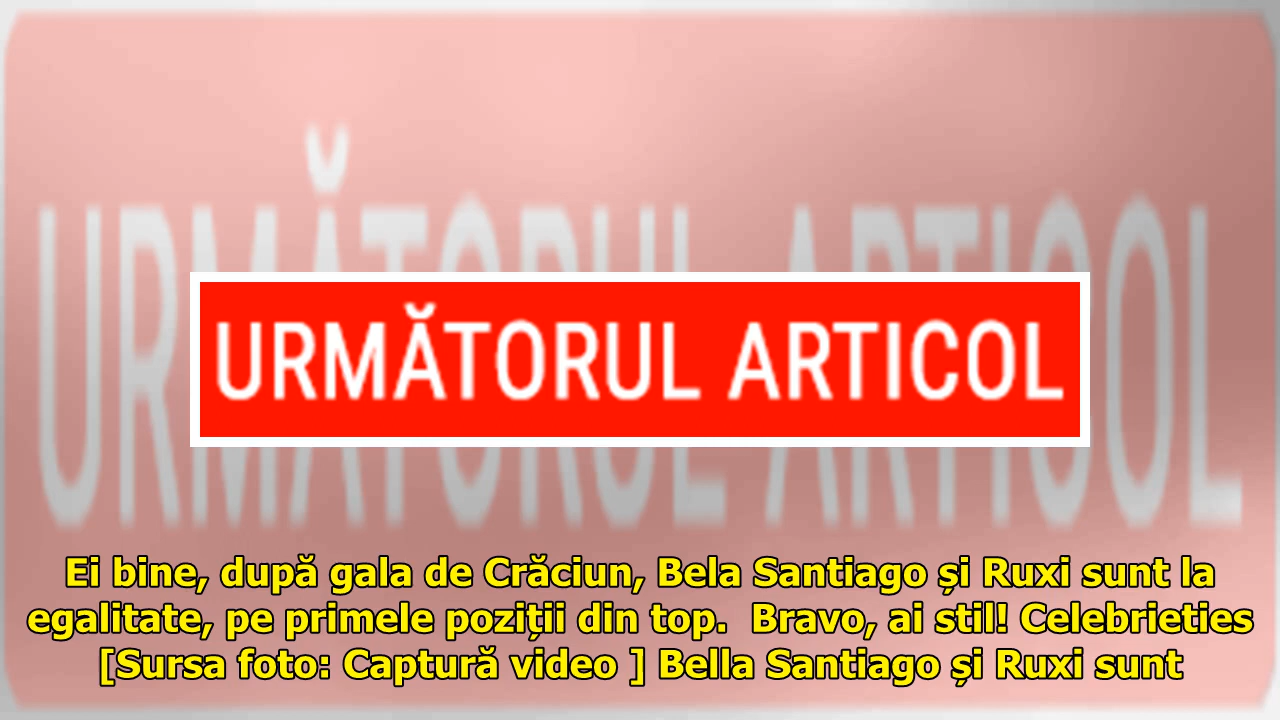 URMĂTORUL ARTICOL
URMĂTORUL ARTICOL
Ei bine, după gala de Crăciun, Bela Santiago și Ruxi sunt la
egalitate, pe primele poziții din top.  Bravo, ai stil! Celebrieties
[Sursa foto: Captură video ] Bella Santiago și Ruxi sunt